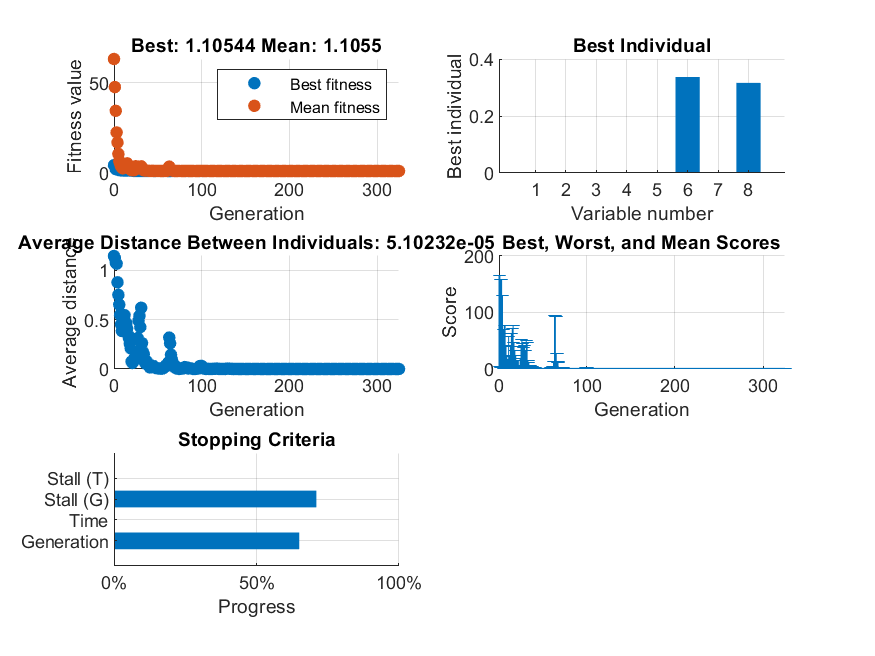 Best: 1.10544 Mean: 1.1055
Fitness value
50
0
Best fitness
Mean fitness
0 100 200 300
Generation
Best Individual
Best individual
0.4
0.2
0
1 2 3 4 5 6 7 8
Variable number
Average Distance Between Individuals: 5.10232e-05
Average distance
1
0.5
0
0 100 200 300
Generation
Best, Worst, and Mean Scores
Score
200
100
0
0 100 200 300
Generation
Stopping Criteria
Stall (T)
Stall (G)
Time
Generation
0% 50% 100%
Progress